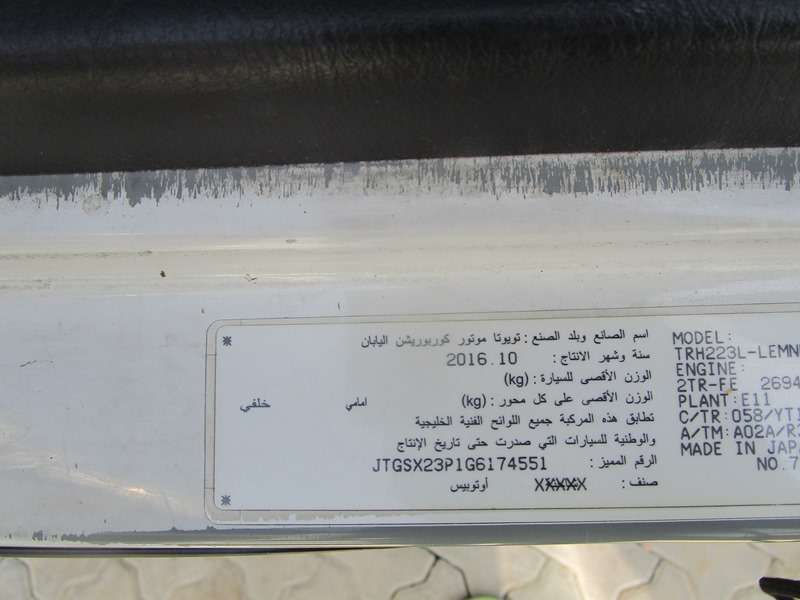 اسم الصانع وبلد الصنع : تويوتا موتور كوربوريشن اليابان
سنة وشهر الانتاج : 2016.10
الوزن الأقصى للسيارة : (kg)
الوزن الأقصى على كل محور : (kg) امامي خلفي
تطابق هذه المركبة جميع اللوائح الفنية الخليجية
والوطنية للسيارات التي صدرت حتى تاريخ الإنتاج
الرقم المميز : JTGSX23P1G6174551
صنف : XXXXX أوتوبيس
MODEL:
TRH223L-LEMN
ENGINE:
2TR-FE 2694
PLANT:E11
C/TR:058/YT1
A/TM:A02A/R3
MADE IN JAPA
NO.7